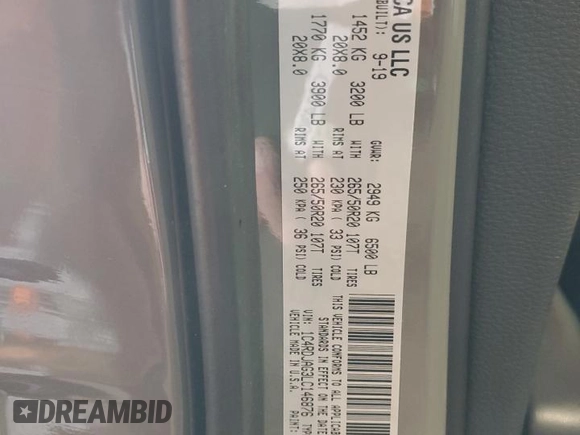 CA US LLC
BUILT): 9-19 GVWR: 2949 KG 6500 LB
1452 KG 3200 LB WITH 265/50R20 107T TIRES
20X8.0 RIMS AT 230 KPA ( 33 PSI) COLD
1770 KG 3900 LB WITH 265/50R20 107T TIRES
20X8.0 RIMS AT 250 KPA ( 36 PSI) COLD
THIS VEHICLE CONFORMS TO ALL APPLICABLE
STANDARDS IN EFFECT ON THE DATE
VEHICLE MADE IN U.S.A. PAINT:
DREAMBID